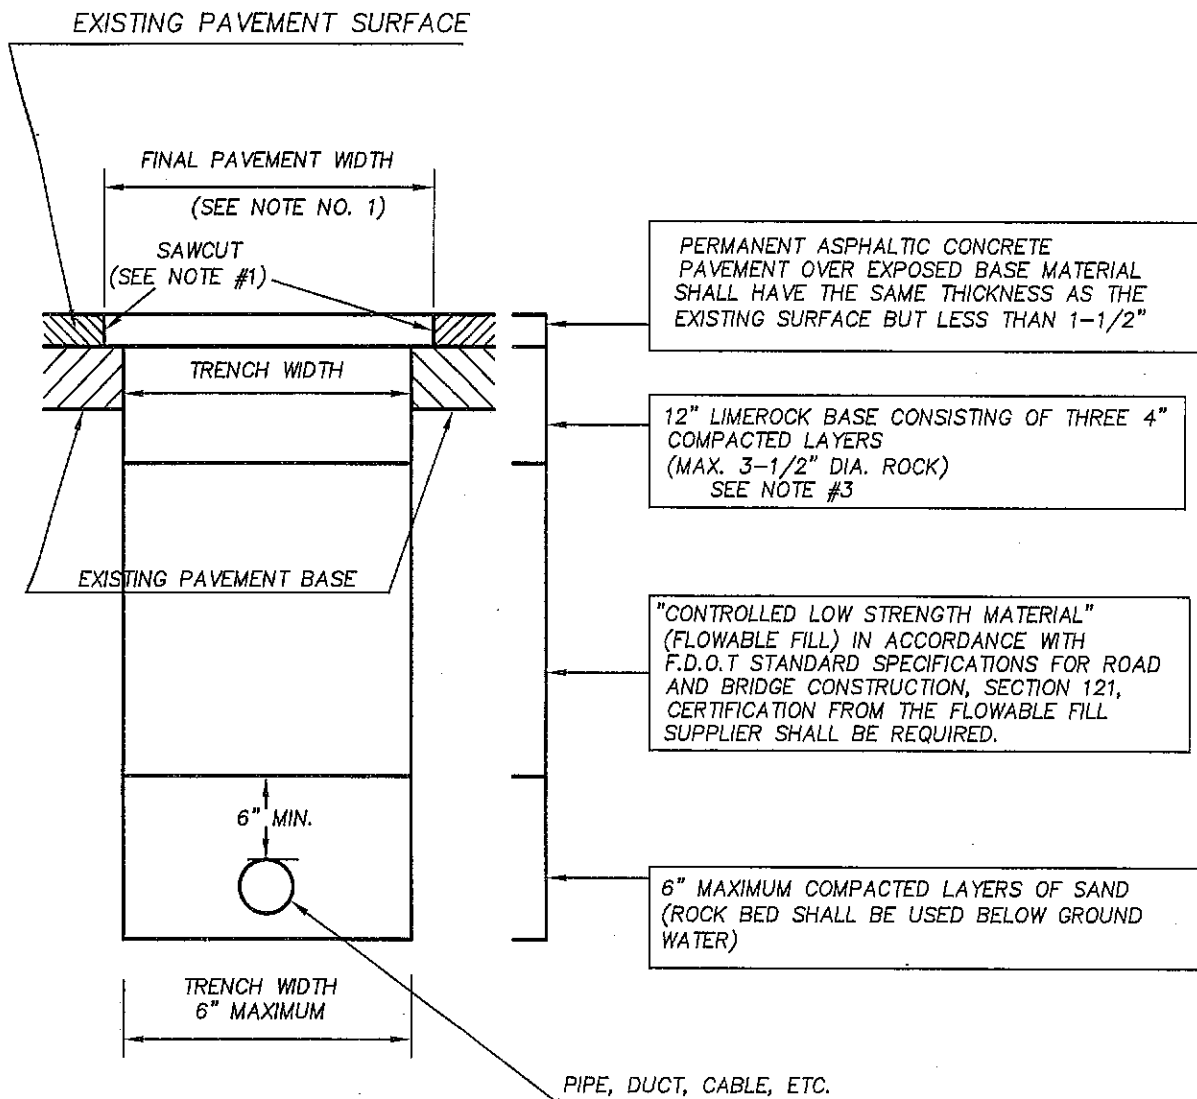 EXISTING PAVEMENT SURFACE
FINAL PAVEMENT WIDTH
(SEE NOTE NO. 1)
SAWCUT
(SEE NOTE #1)
TRENCH WIDTH
EXISTING PAVEMENT BASE
6" MIN.
TRENCH WIDTH
6" MAXIMUM
PIPE, DUCT, CABLE, ETC.
PERMANENT ASPHALTIC CONCRETE
PAVEMENT OVER EXPOSED BASE MATERIAL
SHALL HAVE THE SAME THICKNESS AS THE
EXISTING SURFACE BUT LESS THAN 1-1/2"
12" LIMEROCK BASE CONSISTING OF THREE 4"
COMPACTED LAYERS
(MAX. 3-1/2" DIA. ROCK)
SEE NOTE #3
"CONTROLLED LOW STRENGTH MATERIAL"
(FLOWABLE FILL) IN ACCORDANCE WITH
F.D.O.T STANDARD SPECIFICATIONS FOR ROAD
AND BRIDGE CONSTRUCTION, SECTION 121,
CERTIFICATION FROM THE FLOWABLE FILL
SUPPLIER SHALL BE REQUIRED.
6" MAXIMUM COMPACTED LAYERS OF SAND
(ROCK BED SHALL BE USED BELOW GROUND
WATER)